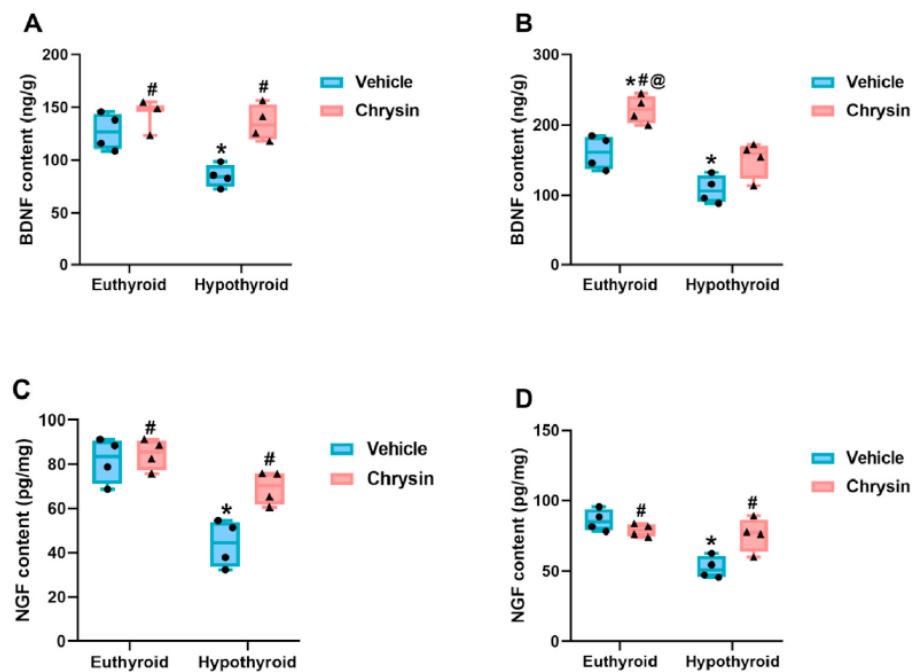 A
BDNF content (ng/g)
200
150
100
50
0
#
#
*
Euthyroid
Hypothyroid
Vehicle
Chrysin
B
BDNF content (ng/g)
300
200
100
0
*#@
*
Euthyroid
Hypothyroid
Vehicle
Chrysin
C
NGF content (pg/mg)
100
80
60
40
20
0
#
#
*
Euthyroid
Hypothyroid
Vehicle
Chrysin
D
NGF content (pg/mg)
150
100
50
0
#
#
*
Euthyroid
Hypothyroid
Vehicle
Chrysin